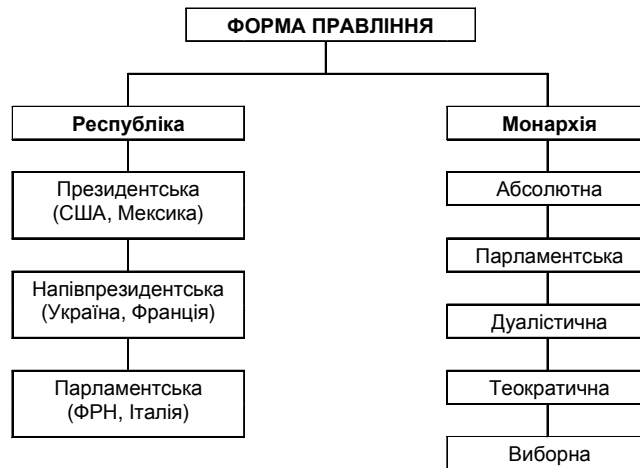 ФОРМА ПРАВЛІННЯ
Республіка
Президентська
(США, Мексика)
Напівпрезидентська
(Україна, Франція)
Парламентська
(ФРН, Італія)
Монархія
Абсолютна
Парламентська
Дуалістична
Теократична
Виборна